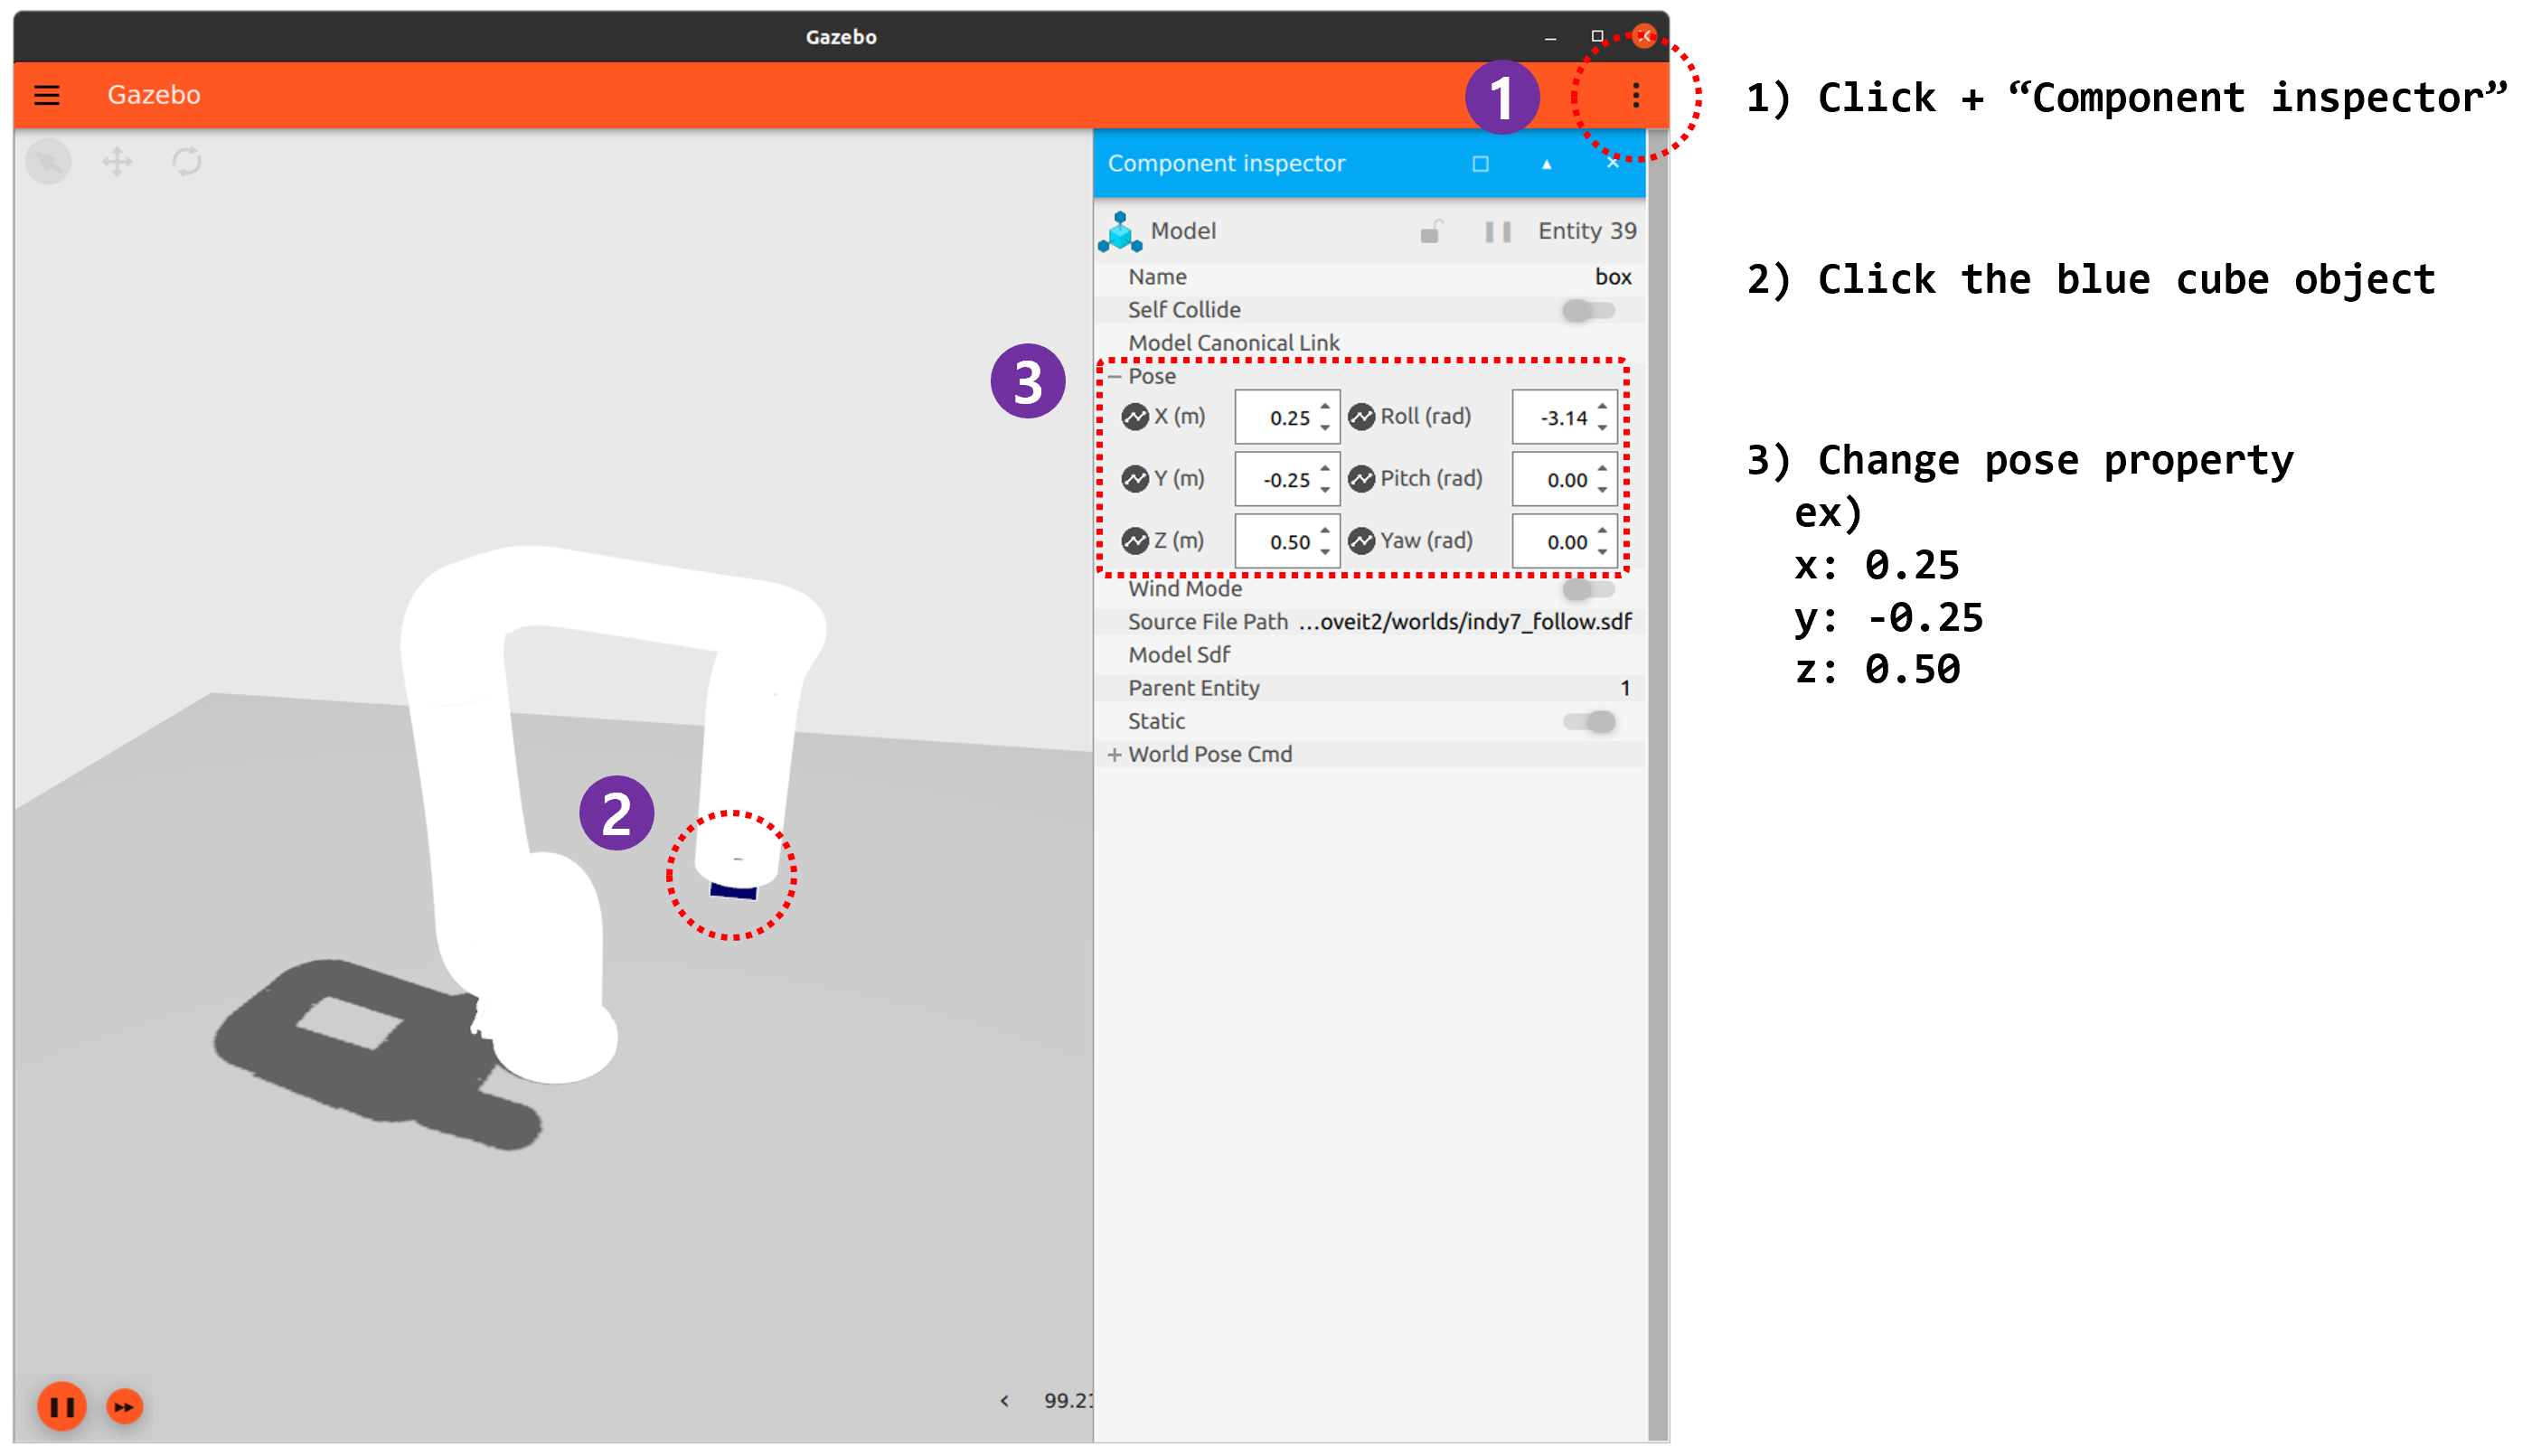 Gazebo
Gazebo
1
1) Click + “Component inspector”
Component inspector
Model
Entity 39
Name box
Self Collide
Model Canonical Link
2) Click the blue cube object
3
Pose
X (m) 0.25 Roll (rad) -3.14
Y (m) -0.25 Pitch (rad) 0.00
Z (m) 0.50 Yaw (rad) 0.00
Wind Mode
Source File Path ...oveit2/worlds/indy7_follow.sdf
Model Sdf
Parent Entity 1
Static
World Pose Cmd
3) Change pose property
ex)
x: 0.25
y: -0.25
z: 0.50
2
99.21